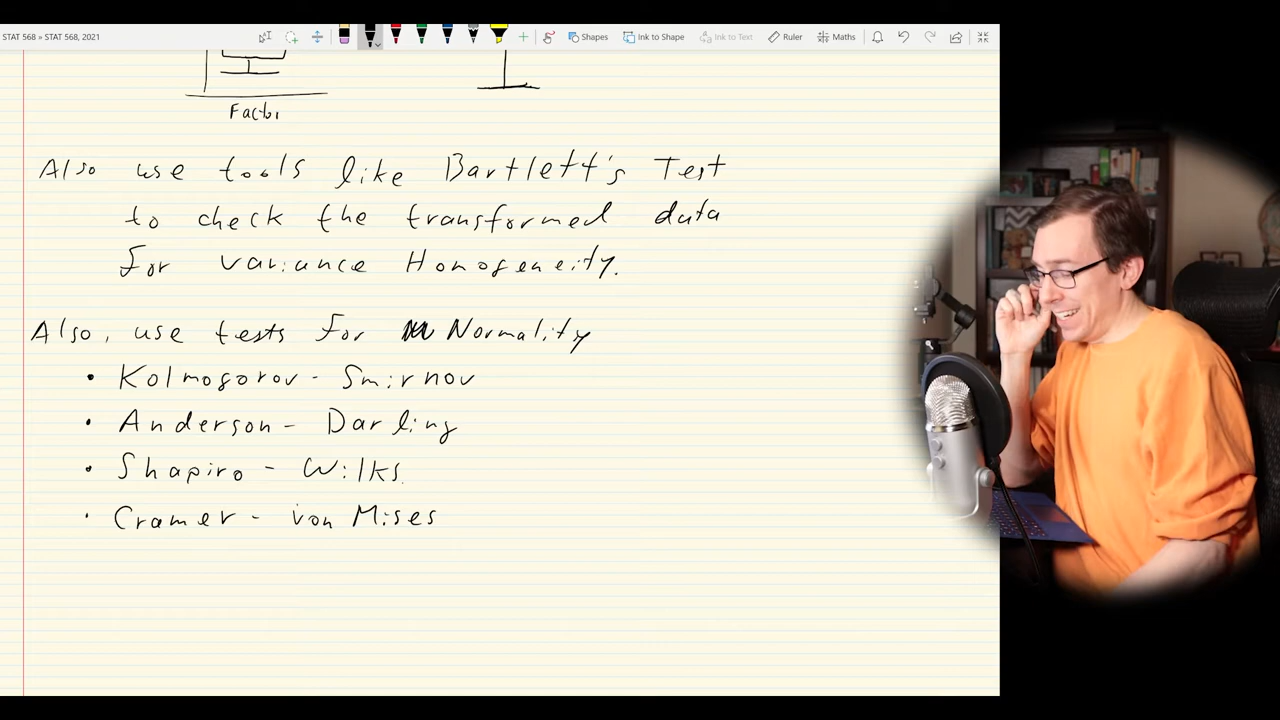 STAT 568 » STAT 568, 2021
Shapes
Ink to Shape
Ink to Text
Ruler
Maths
Factor
Also use tools like Bartlett's Test
to check the transformed data
for variance Homogeneity.
Also, use tests for Normality
• Kolmogorov - Smirnov
• Anderson - Darling
• Shapiro - Wilks
• Cramer - von Mises